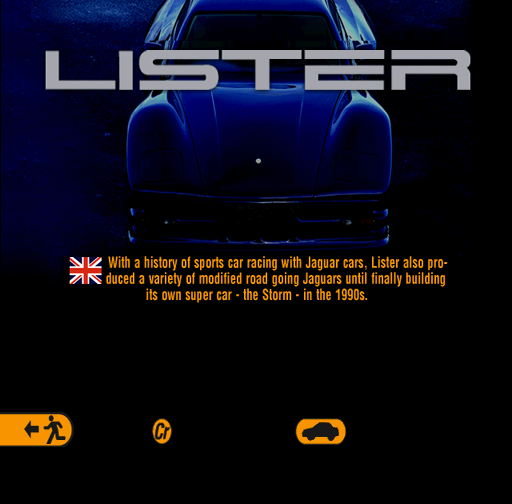 LISTER
With a history of sports car racing with Jaguar cars, Lister also pro-
duced a variety of modified road going Jaguars until finally building
its own super car - the Storm - in the 1990s.
Cr